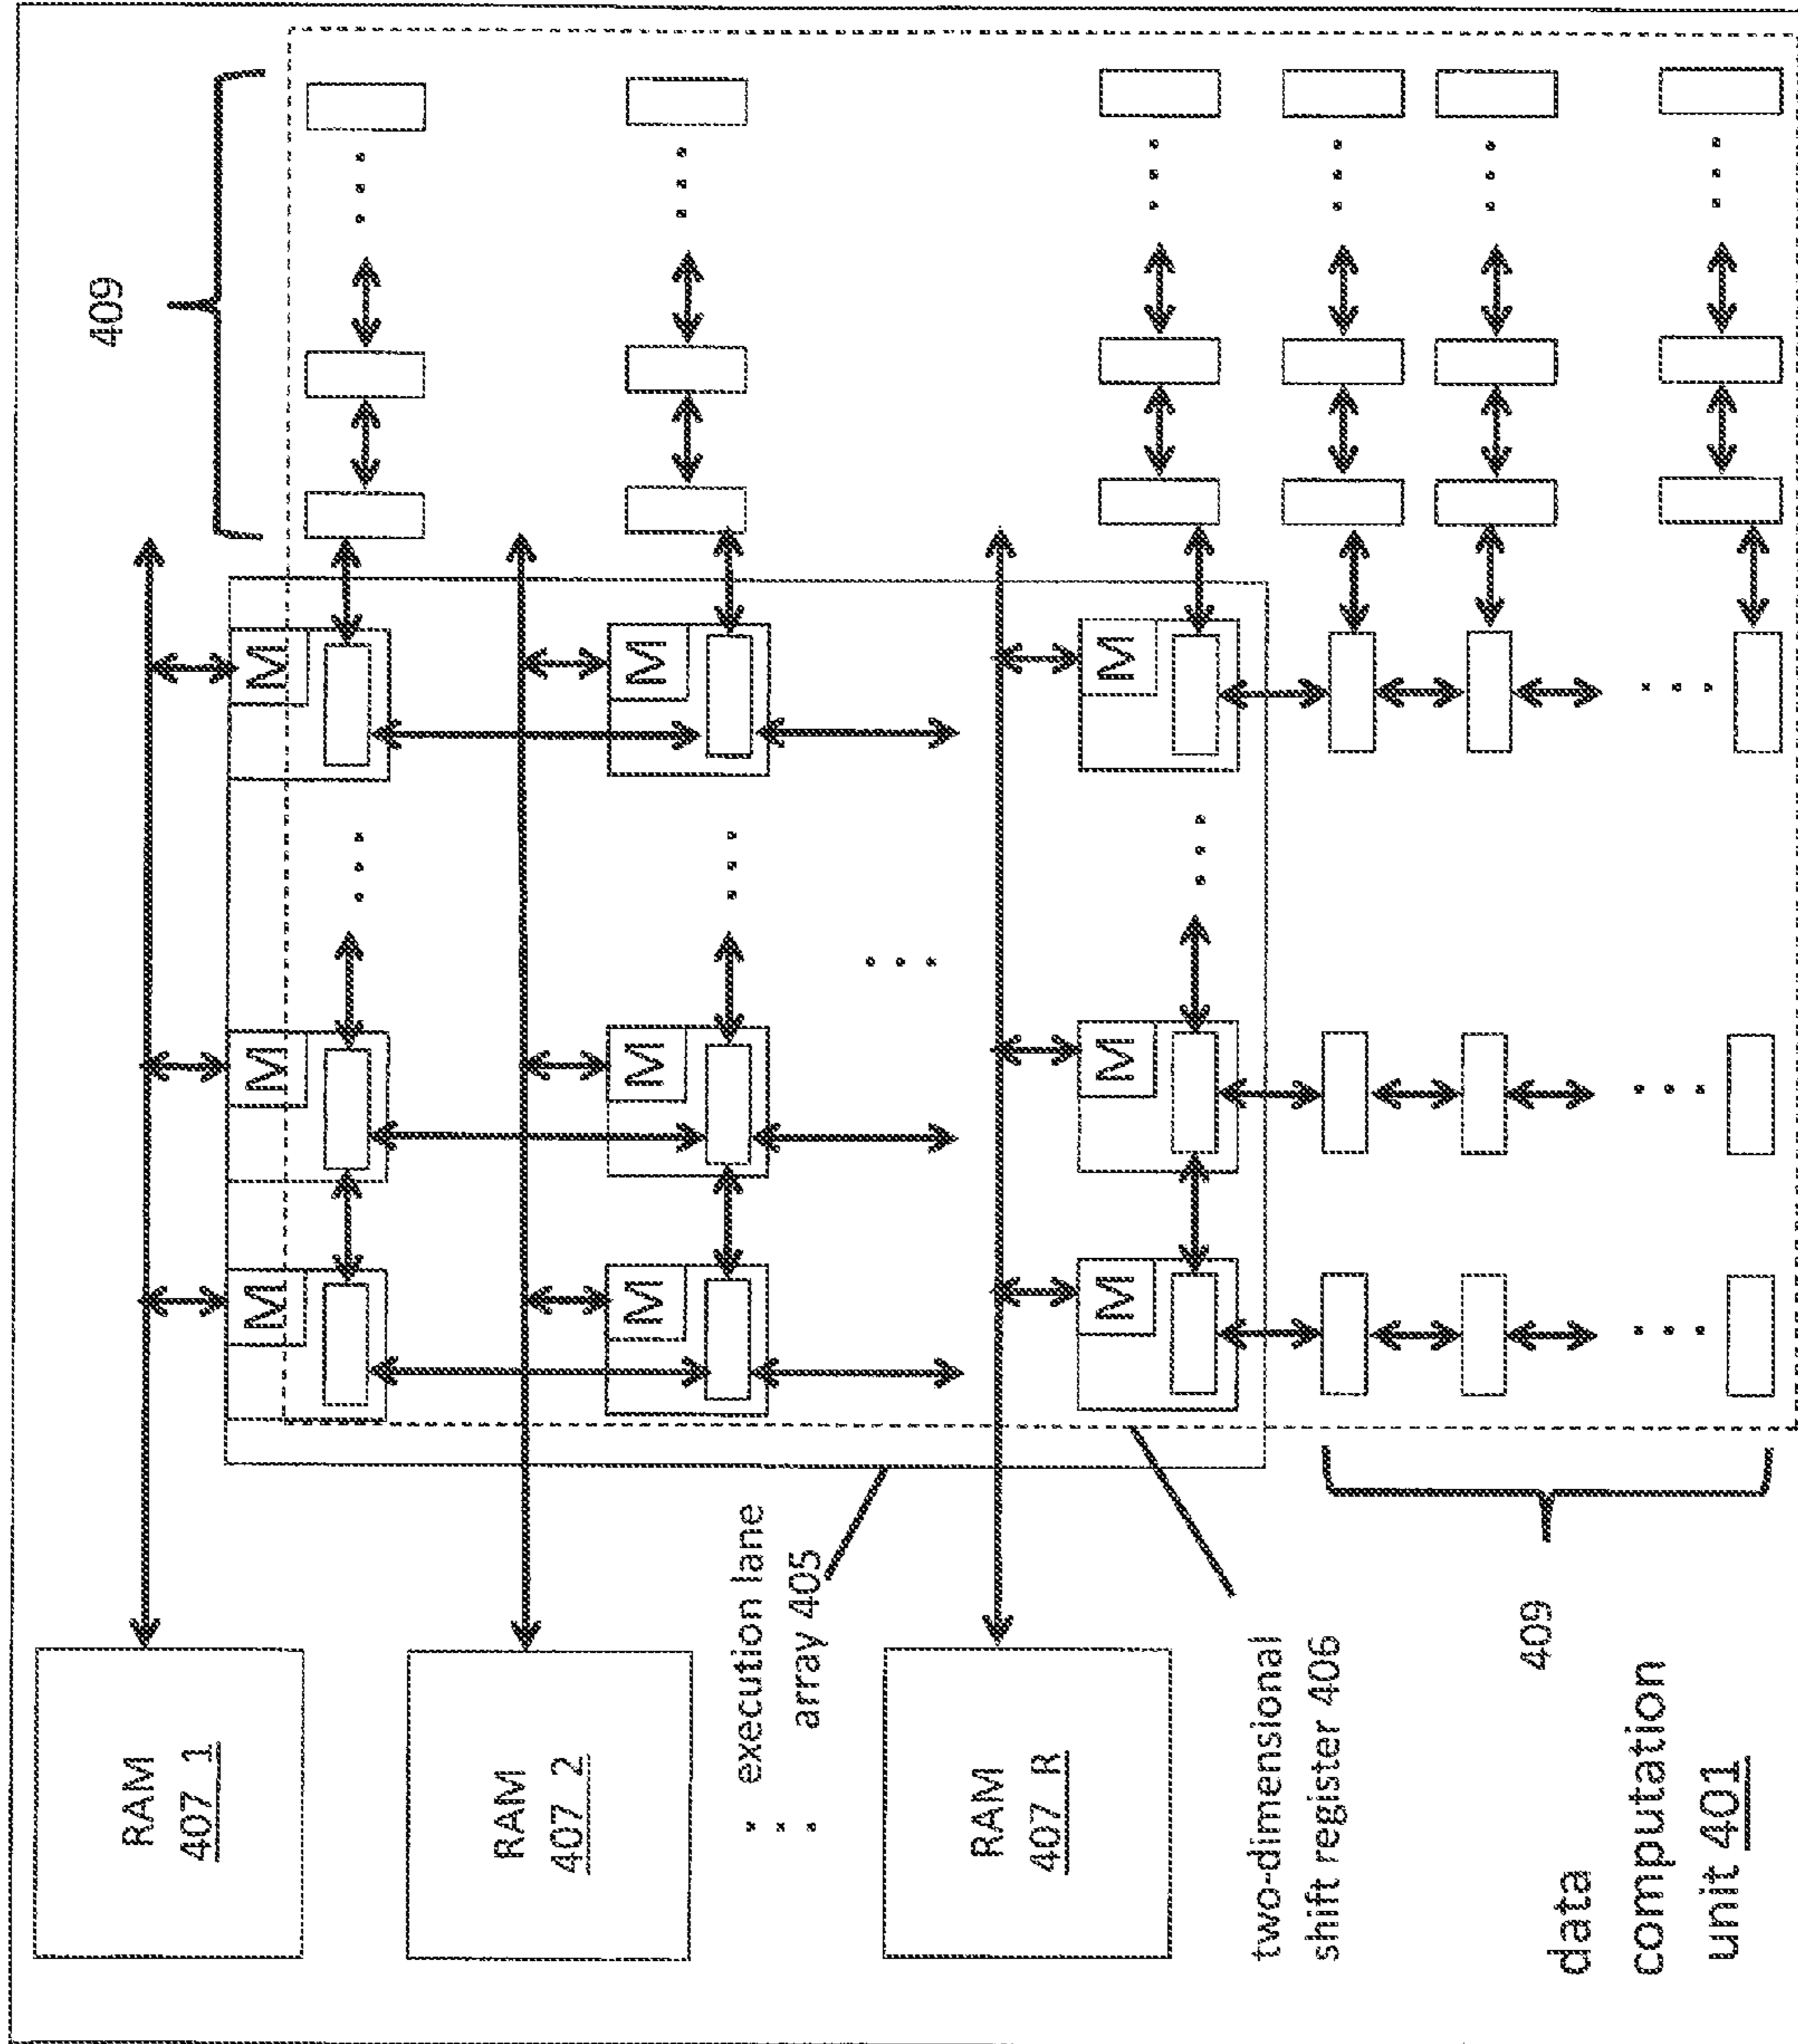 409
RAM
407_1
M M M
RAM
407_2
M M M
execution lane
array 405
RAM
407_R
M M M
two-dimensional
shift register 406
409
data
computation
unit 401